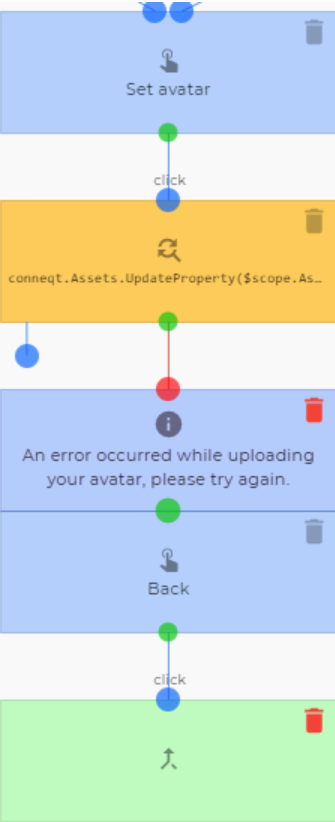 Set avatar
click
conneqt.Assets.UpdateProperty($scope.As…
An error occurred while uploading
your avatar, please try again.
Back
click